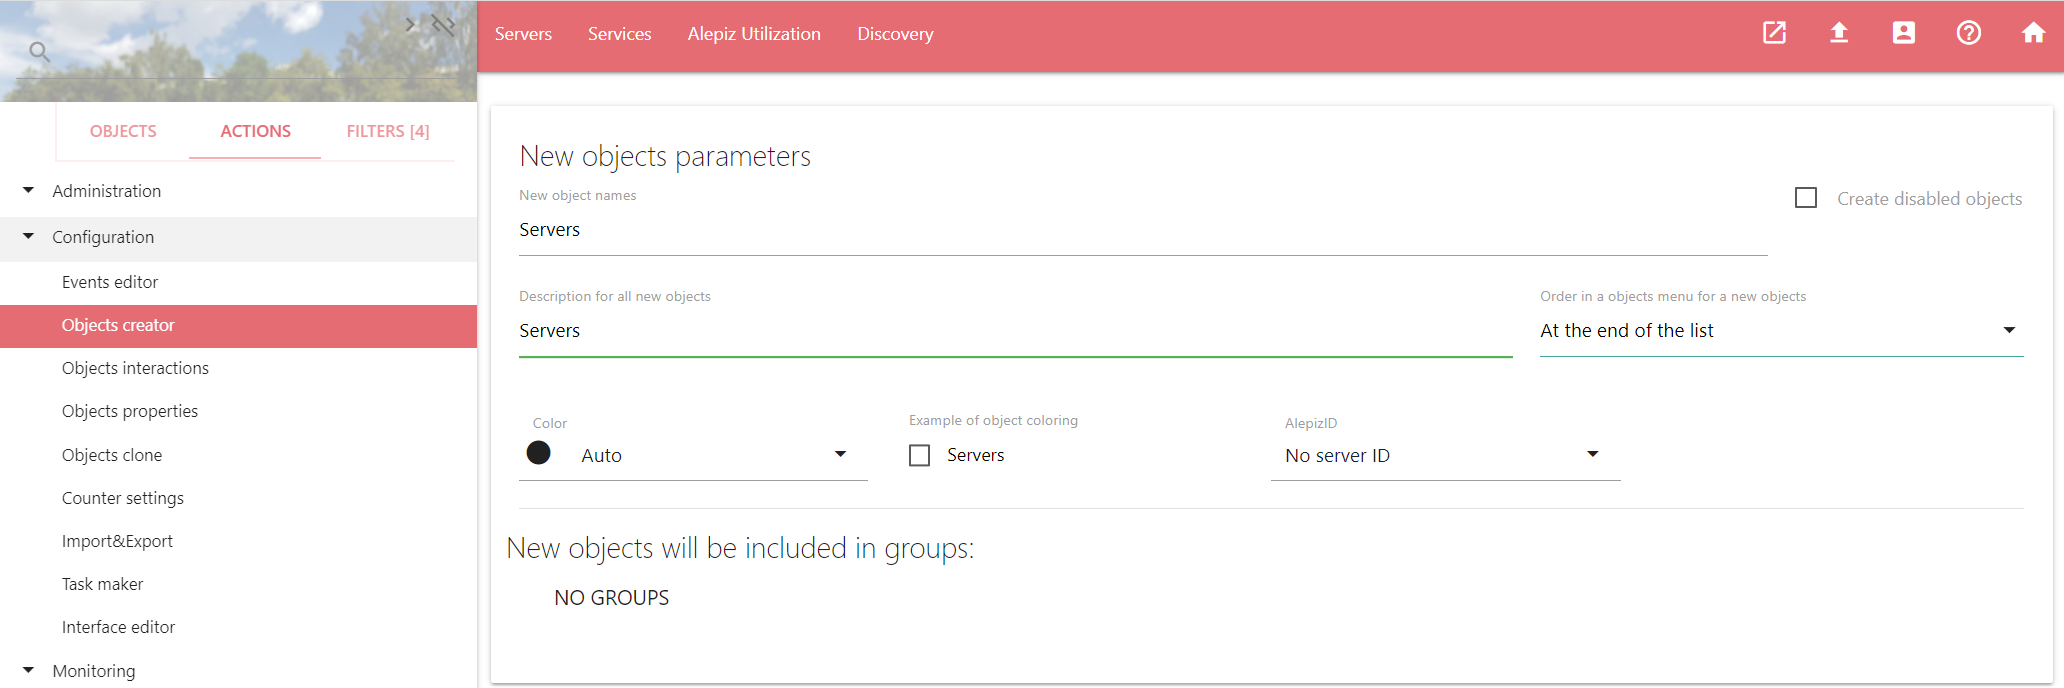 Servers Services Alepiz Utilization Discovery
OBJECTS ACTIONS FILTERS [4]
Administration
Configuration
Events editor
Objects creator
Objects interactions
Objects properties
Objects clone
Counter settings
Import&Export
Task maker
Interface editor
Monitoring
New objects parameters
New object names
Servers
Create disabled objects
Description for all new objects
Servers
Order in a objects menu for a new objects
At the end of the list
Color
Auto
Example of object coloring
Servers
AlepizID
No server ID
New objects will be included in groups:
NO GROUPS